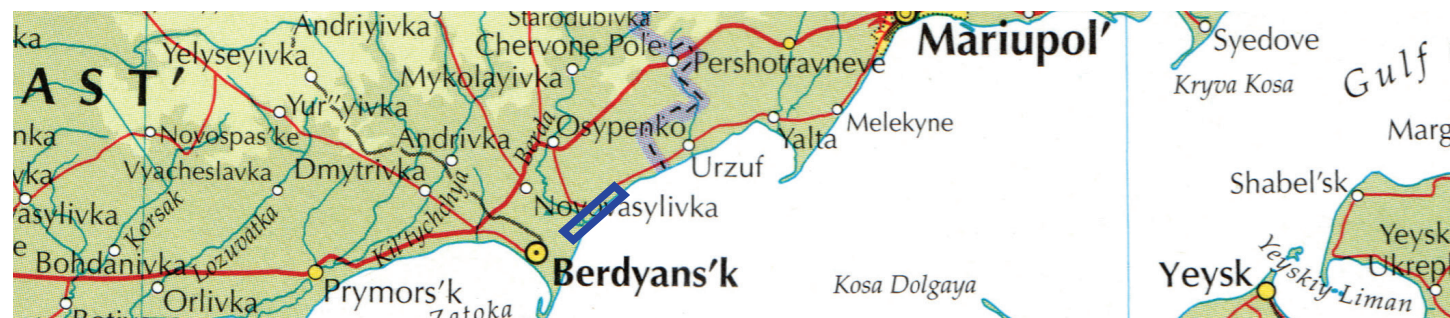 ka
Andriyivka
Starodubivka
Mariupol'
Syedove
Yelyseyivka
Chervone Pole
Pershotravneve
Kryva Kosa
Gulf
AST'
Mykolayivka
Yur''yivka
nka
Novospas'ke
Andrivka
Berda
Osypenko
Yalta
Melekyne
Marg
vka
Vyacheslavka
Dmytrivka
Urzuf
Shabel'sk
asylivka
Korsak
Lozuvatka
Kil'tychchya
Novovasylivka
Yeysk
e
Bohdanivka
Berdyans'k
Kosa Dolgaya
Yeysk
Yeyskiy Liman
Ukrepl
Orlivka
Prymors'k
Zatoka